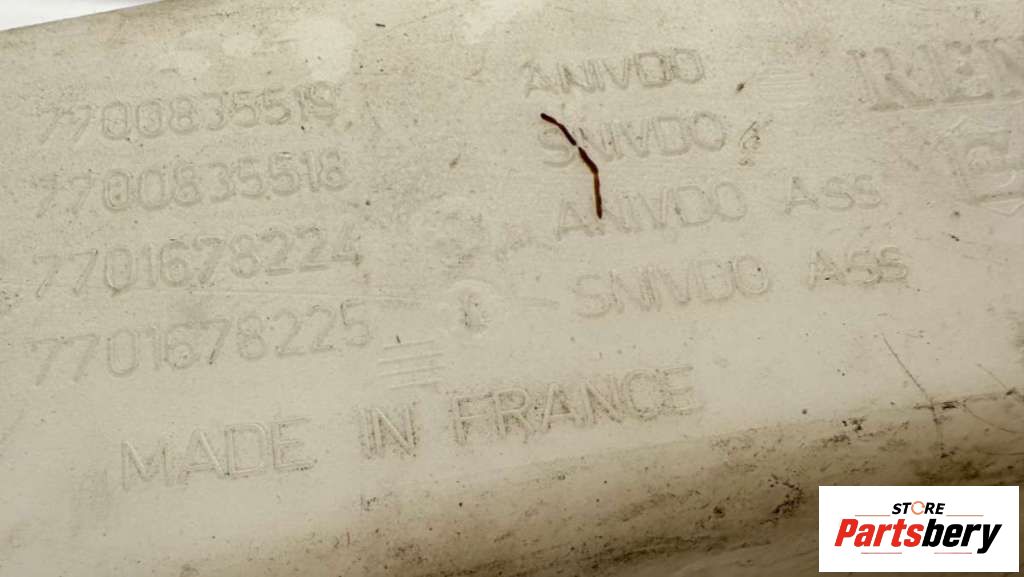 7700835519 ANIVDO
7700835518 SNIVDO
7701678224 ANIVDO ASS
7701678225 SNIVDO ASS
MADE IN FRANCE
STORE
Partsbery